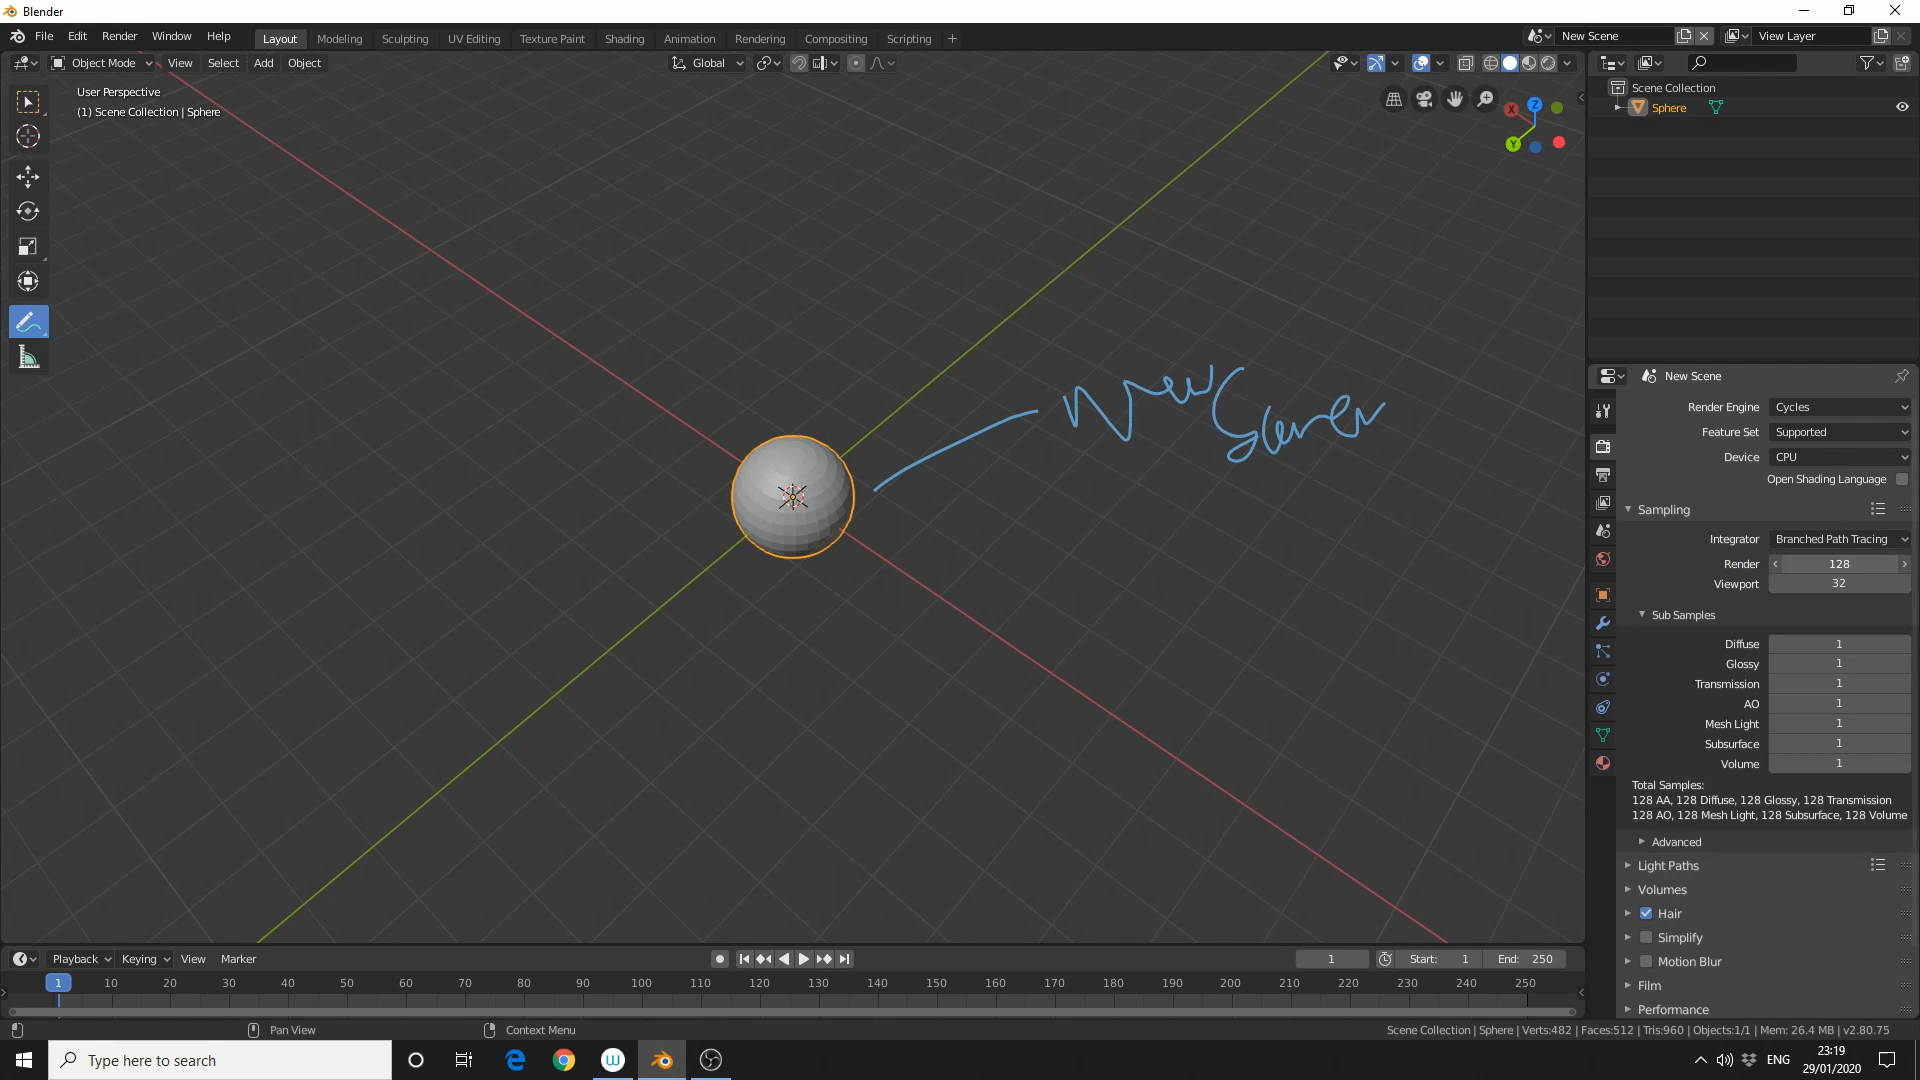 Blender
File Edit Render Window Help Layout Modeling Sculpting UV Editing Texture Paint Shading Animation Rendering Compositing Scripting + New Scene View Layer
Object Mode View Select Add Object Global
User Perspective
(1) Scene Collection | Sphere
Scene Collection
Sphere
X Z Y
New
New Scene
Render Engine Cycles
Feature Set Supported
Device CPU
Open Shading Language
Sampling
Integrator Branched Path Tracing
Render 128
Viewport 32
Sub Samples
Diffuse 1
Glossy 1
Transmission 1
AO 1
Mesh Light 1
Subsurface 1
Volume 1
Total Samples:
128 AA, 128 Diffuse, 128 Glossy, 128 Transmission
128 AO, 128 Mesh Light, 128 Subsurface, 128 Volume
Advanced
Light Paths
Volumes
Hair
Simplify
Motion Blur
Film
Performance
Playback Keying View Marker 1 Start: 1 End: 250
1 10 20 30 40 50 60 70 80 90 100 110 120 130 140 150 160 170 180 190 200 210 220 230 240 250
Pan View Context Menu Scene Collection | Sphere | Verts:482 | Faces:512 | Tris:960 | Objects:1/1 | Mem: 26.4 MB | v2.80.75
Type here to search ENG 23:19
29/01/2020